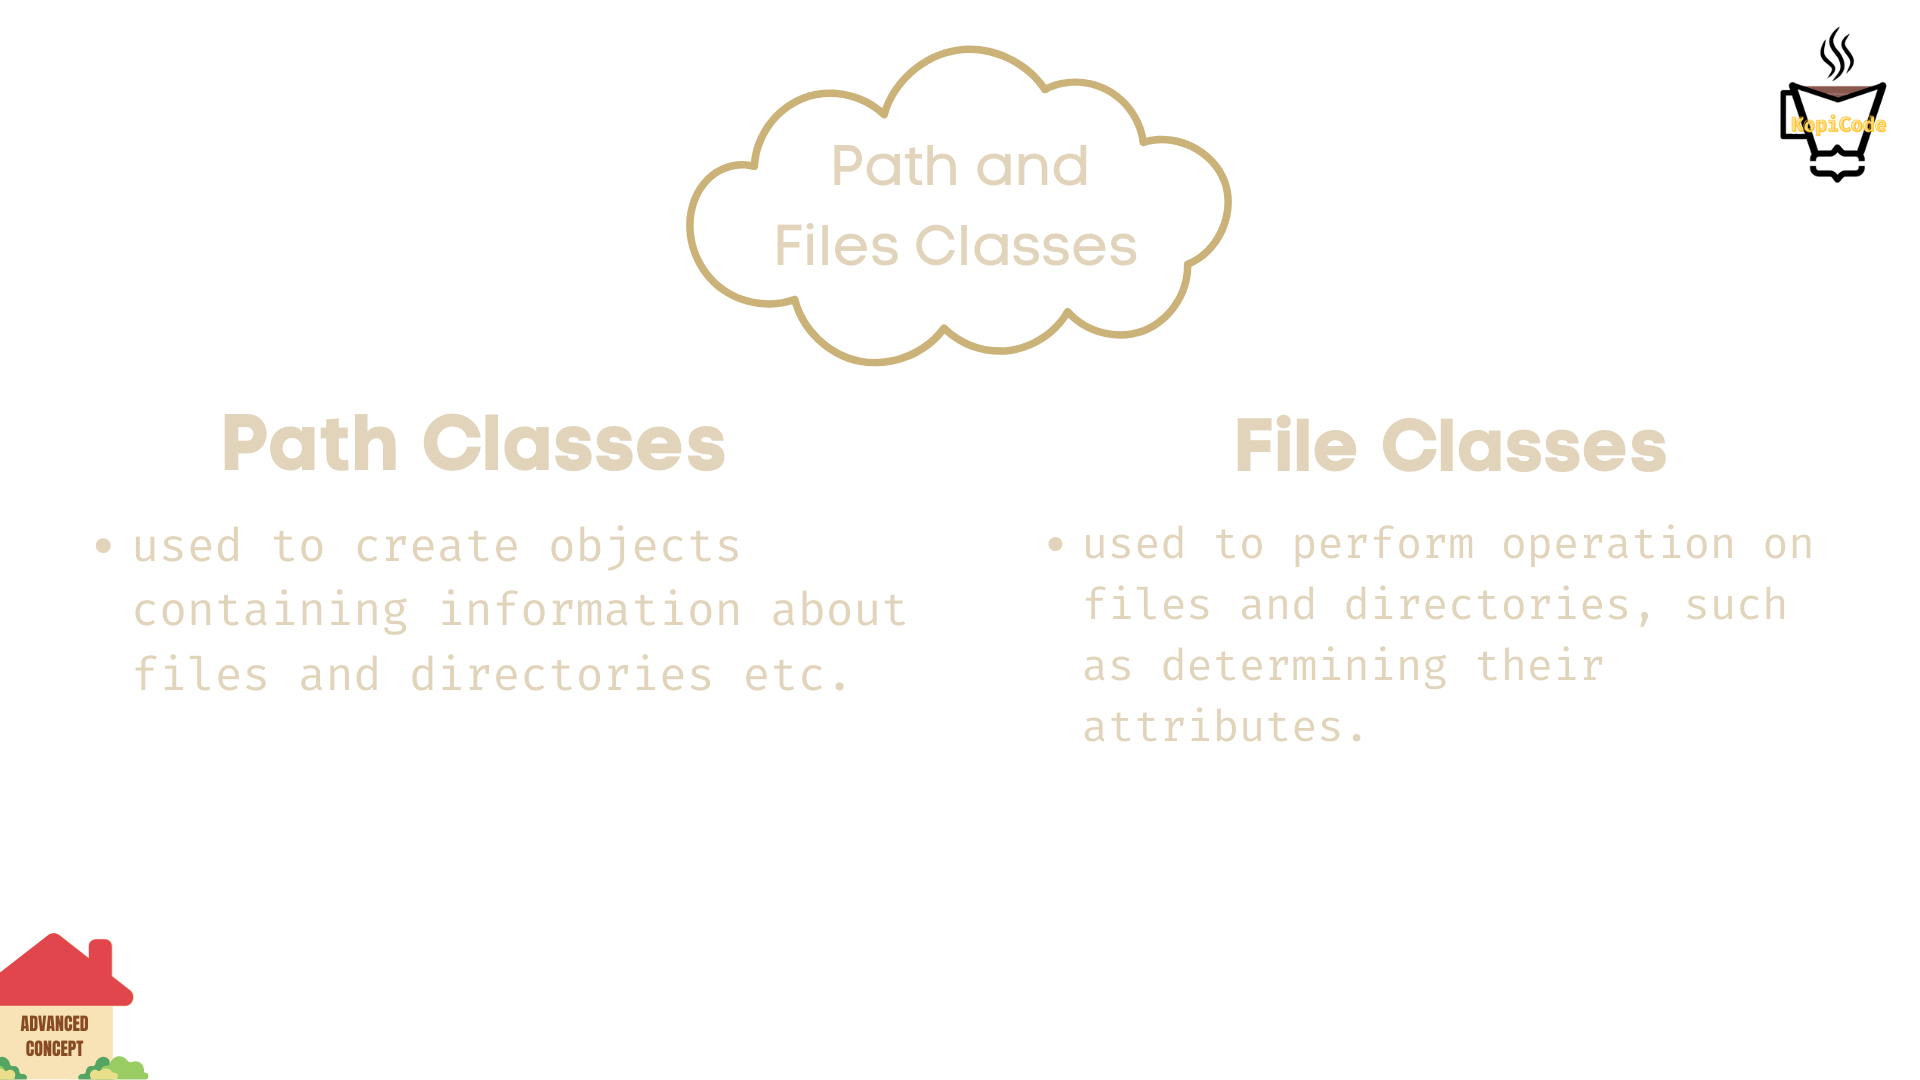 Path and
Files Classes
KopiCode
Path Classes
• used to create objects
containing information about
files and directories etc.
File Classes
• used to perform operation on
files and directories, such
as determining their
attributes.
ADVANCED
CONCEPT